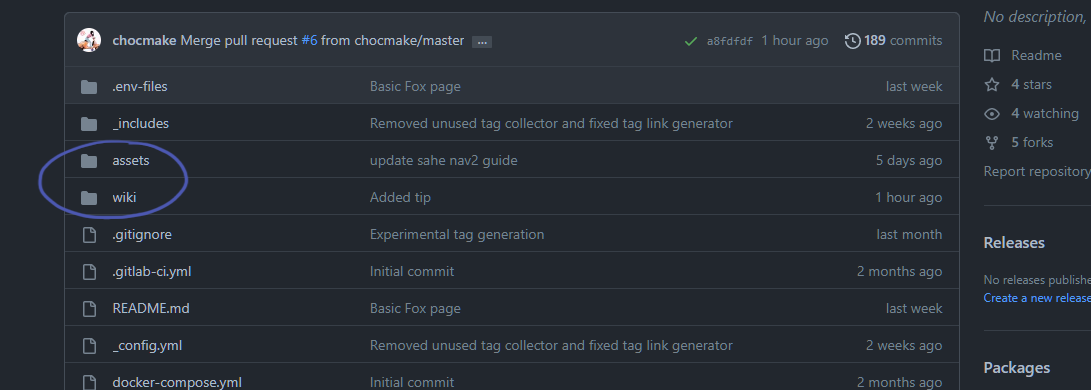 No description,
chocmake Merge pull request #6 from chocmake/master ... a8fdfdf 1 hour ago 189 commits
.env-files Basic Fox page last week
_includes Removed unused tag collector and fixed tag link generator 2 weeks ago
assets update sahe nav2 guide 5 days ago
wiki Added tip 1 hour ago
.gitignore Experimental tag generation last month
.gitlab-ci.yml Initial commit 2 months ago
README.md Basic Fox page last week
_config.yml Removed unused tag collector and fixed tag link generator 2 weeks ago
docker-compose.yml Initial commit 2 months ago
Readme
4 stars
4 watching
5 forks
Report repository
Releases
No releases publishe
Create a new release
Packages